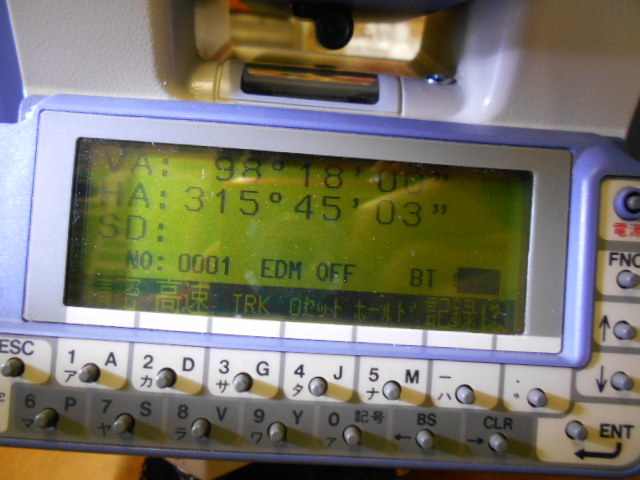 VA: 98°18'00"
HA: 315°45'03"
SD:
NO: 0001 EDM OFF BT
高速 TRK 0セット ホールド 記録
電源
FNC
ESC 1 ア A 2 カ D 3 サ G 4 タ J 5 ナ M - ハ . 
6 マ P 7 ヤ S 8 ラ V 9 ワ Y 0 ァ 記号 ← BS → CLR ENT